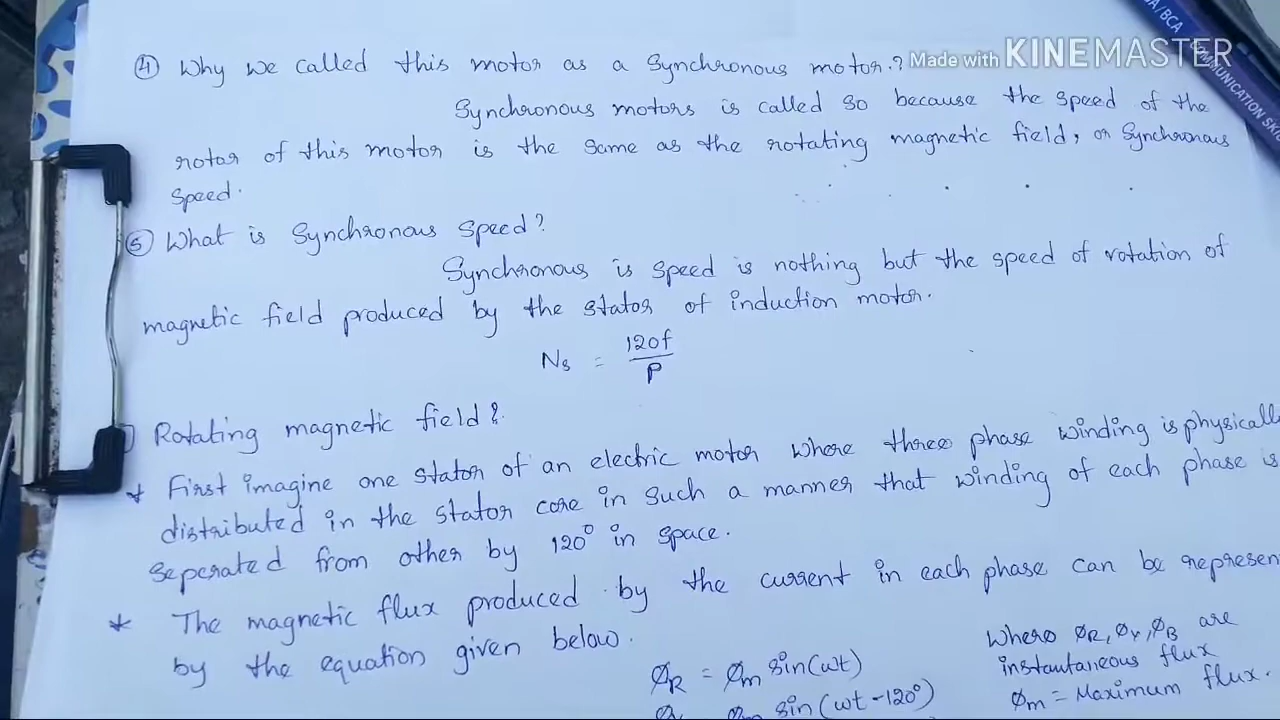 ④ Why we called this motor as a Synchronous motor.?
Made with KINEMASTER
A/BCA
MMUNICATION SK
Synchronous motors is called so because the speed of the
rotor of this motor is the same as the rotating magnetic field, or Synchronous
speed.
⑤ What is Synchronous speed?
Synchronous is speed is nothing but the speed of rotation of
magnetic field produced by the stator of induction motor.
Ns = 120f / P
Rotating magnetic field?
* First imagine one stator of an electric motor where three phase winding is physicall
distributed in the stator core in such a manner that winding of each phase is
seperated from other by 120° in space.
* The magnetic flux produced by the current in each phase can be represen
by the equation given below.
Where ØR, ØY, ØB are
instantaneous flux
Øm = Maximum flux.
ØR = Øm sin(ωt)
Øm sin(ωt-120°)